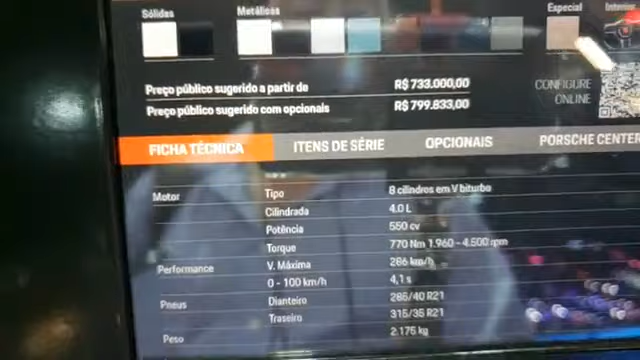 Sólidas Metálicas Especial Interior
Preço público sugerido a partir de R$ 733.000,00
Preço público sugerido com opcionais R$ 799.833,00
CONFIGURE
ONLINE
FICHA TÉCNICA ITENS DE SÉRIE OPCIONAIS PORSCHE CENTER
Motor Tipo 8 cilindros em V biturbo
Cilindrada 4.0 L
Potência 550 cv
Torque 770 Nm 1.960 - 4.500 rpm
Performance V. Máxima 286 km/h
0 - 100 km/h 4,1 s
Pneus Dianteiro 285/40 R21
Traseiro 315/35 R21
Peso 2.175 kg